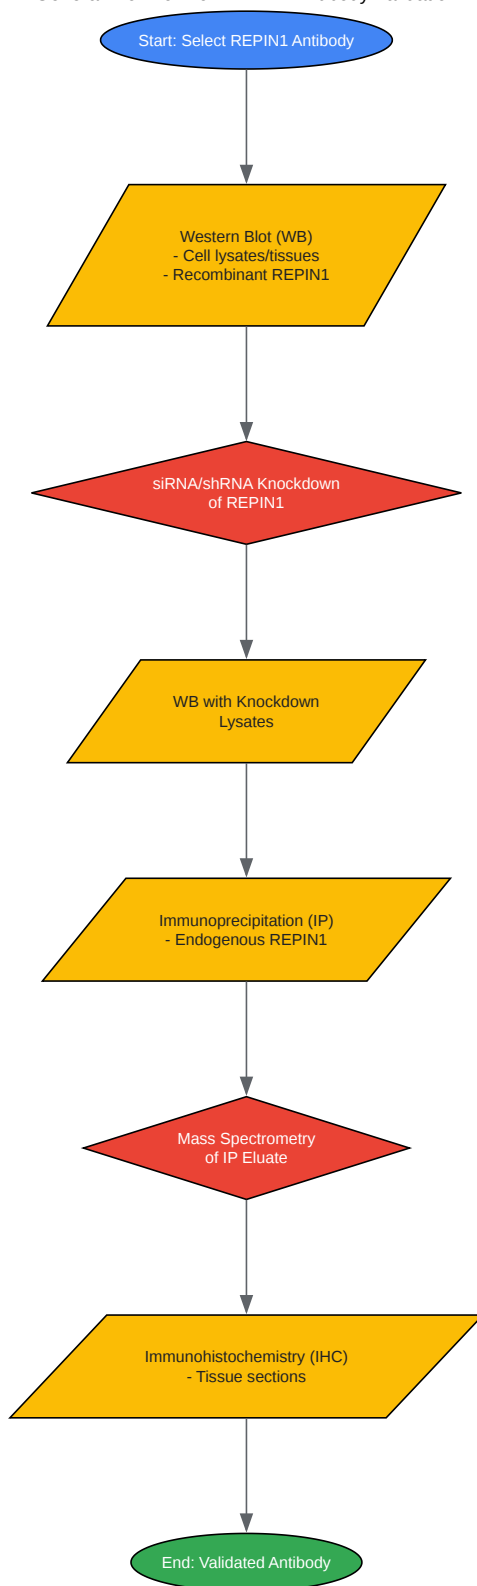 Start: Select REPIN1 Antibody
Western Blot (WB)
- Cell lysates/tissues
- Recombinant REPIN1
siRNA/shRNA Knockdown
of REPIN1
WB with Knockdown
Lysates
Immunoprecipitation (IP)
- Endogenous REPIN1
Mass Spectrometry
of IP Eluate
Immunohistochemistry (IHC)
- Tissue sections
End: Validated Antibody